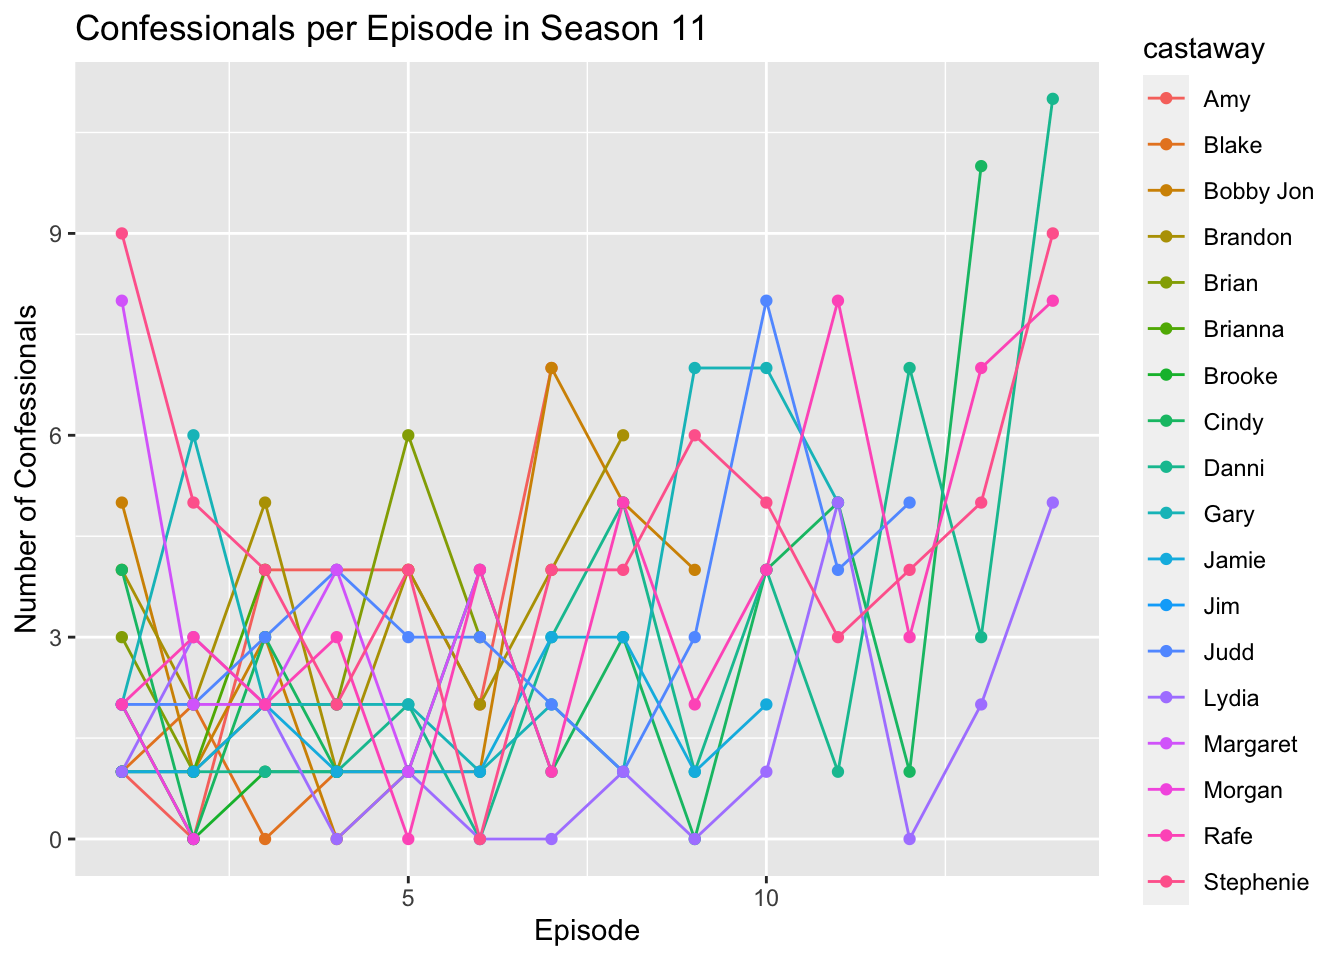 Confessionals per Episode in Season 11
castaway
Amy
Blake
Bobby Jon
Brandon
Brian
Brianna
Brooke
Cindy
Danni
Gary
Jamie
Jim
Judd
Lydia
Margaret
Morgan
Rafe
Stephenie
Number of Confessionals
9
6
3
0
5
10
Episode